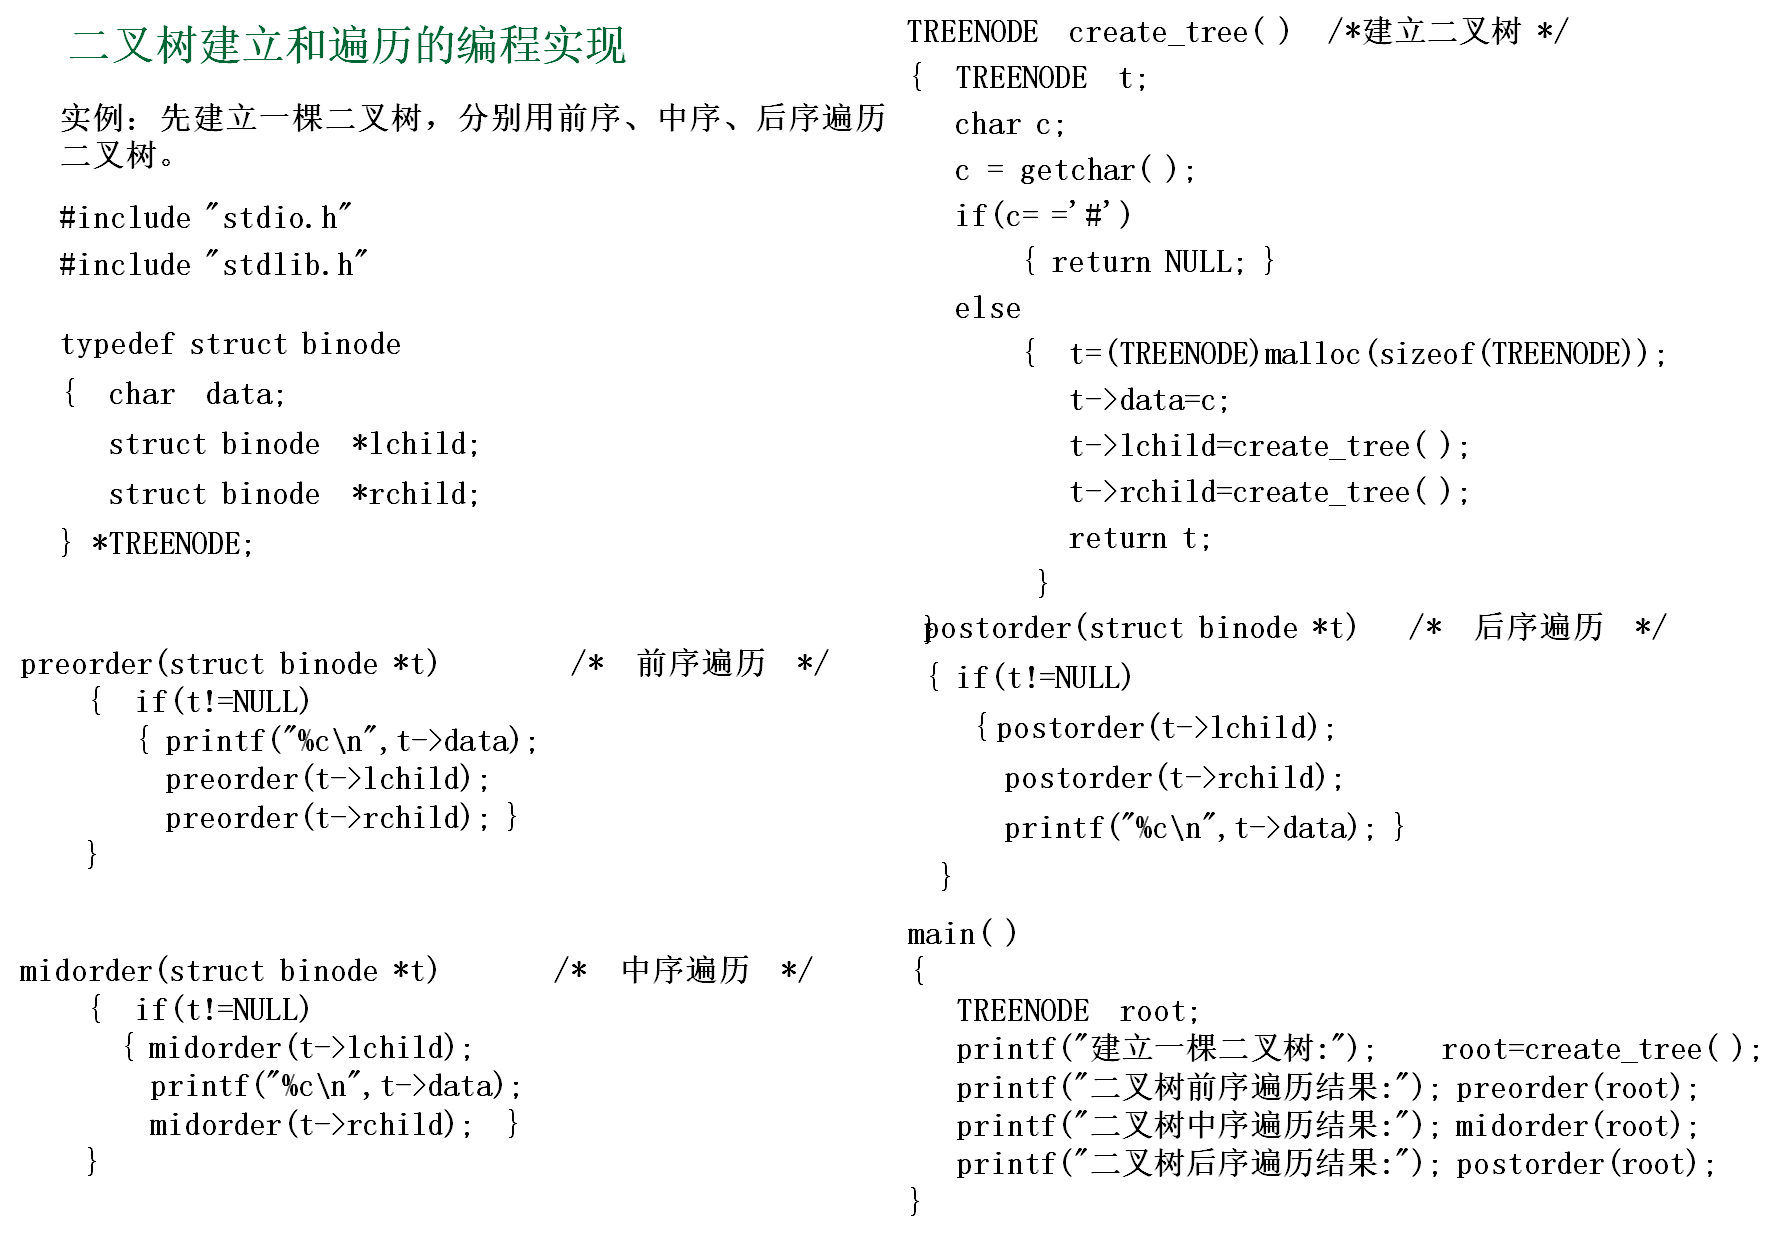 二叉树建立和遍历的编程实现
实例：先建立一棵二叉树，分别用前序、中序、后序遍历
二叉树。
#include "stdio.h"
#include "stdlib.h"
typedef struct binode
{ char data;
struct binode *lchild;
struct binode *rchild;
} *TREENODE;
preorder(struct binode *t) /* 前序遍历 */
{ if(t!=NULL)
{ printf("%c\n",t->data);
preorder(t->lchild);
preorder(t->rchild); }
}
midorder(struct binode *t) /* 中序遍历 */
{ if(t!=NULL)
{ midorder(t->lchild);
printf("%c\n",t->data);
midorder(t->rchild); }
}
TREENODE create_tree( ) /*建立二叉树 */
{ TREENODE t;
char c;
c = getchar( );
if(c= ='#')
{ return NULL; }
else
{ t=(TREENODE)malloc(sizeof(TREENODE));
t->data=c;
t->lchild=create_tree( );
t->rchild=create_tree( );
return t;
}
}
postorder(struct binode *t) /* 后序遍历 */
{ if(t!=NULL)
{ postorder(t->lchild);
postorder(t->rchild);
printf("%c\n",t->data); }
}
main( )
{
TREENODE root;
printf("建立一棵二叉树:"); root=create_tree( );
printf("二叉树前序遍历结果:"); preorder(root);
printf("二叉树中序遍历结果:"); midorder(root);
printf("二叉树后序遍历结果:"); postorder(root);
}